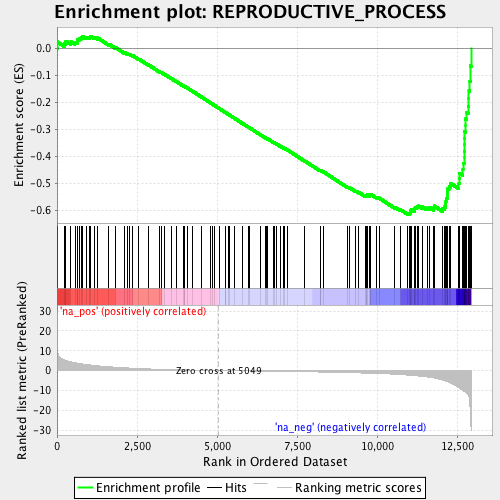 Enrichment plot: REPRODUCTIVE_PROCESS
Enrichment score (ES)
0.0
-0.1
-0.2
-0.3
-0.4
-0.5
-0.6
Ranked list metric (PreRanked)
'na_pos' (positively correlated)
30
20
10
0
-10
-20
-30
Zero cross at 5049
'na_neg' (negatively correlated)
0
2,500
5,000
7,500
10,000
12,500
Rank in Ordered Dataset
Enrichment profile
Hits
Ranking metric scores